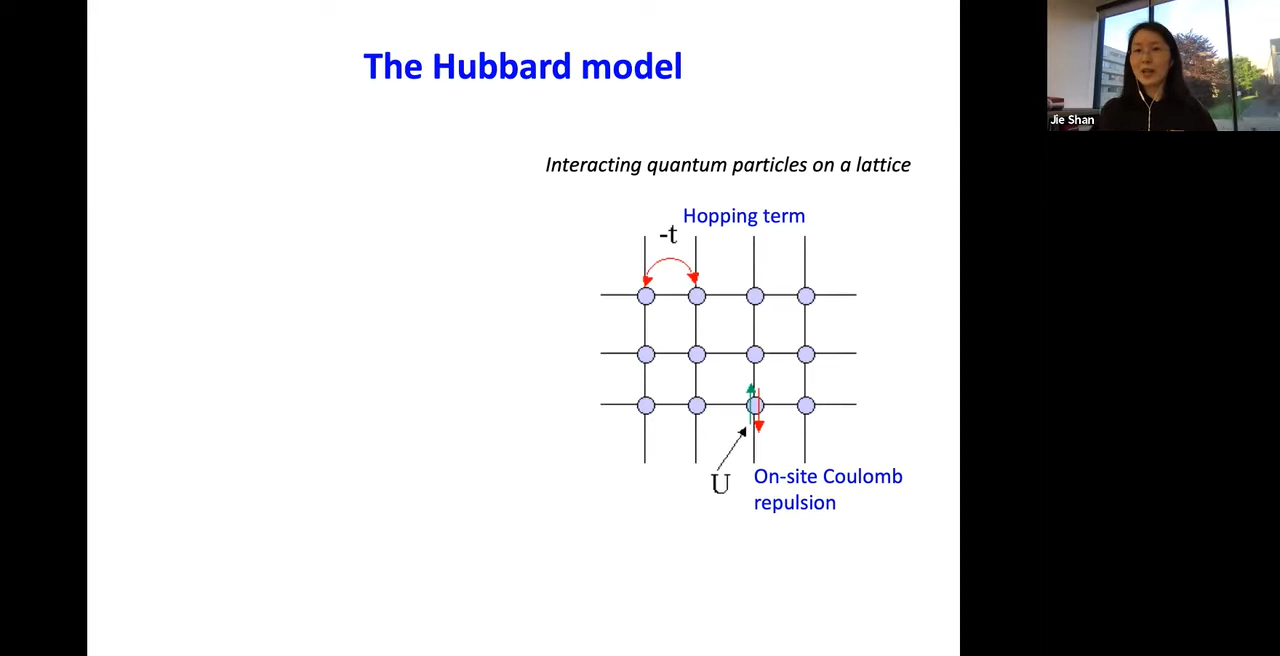 The Hubbard model
Jie Shan
Interacting quantum particles on a lattice
Hopping term
-t
U
On-site Coulomb
repulsion